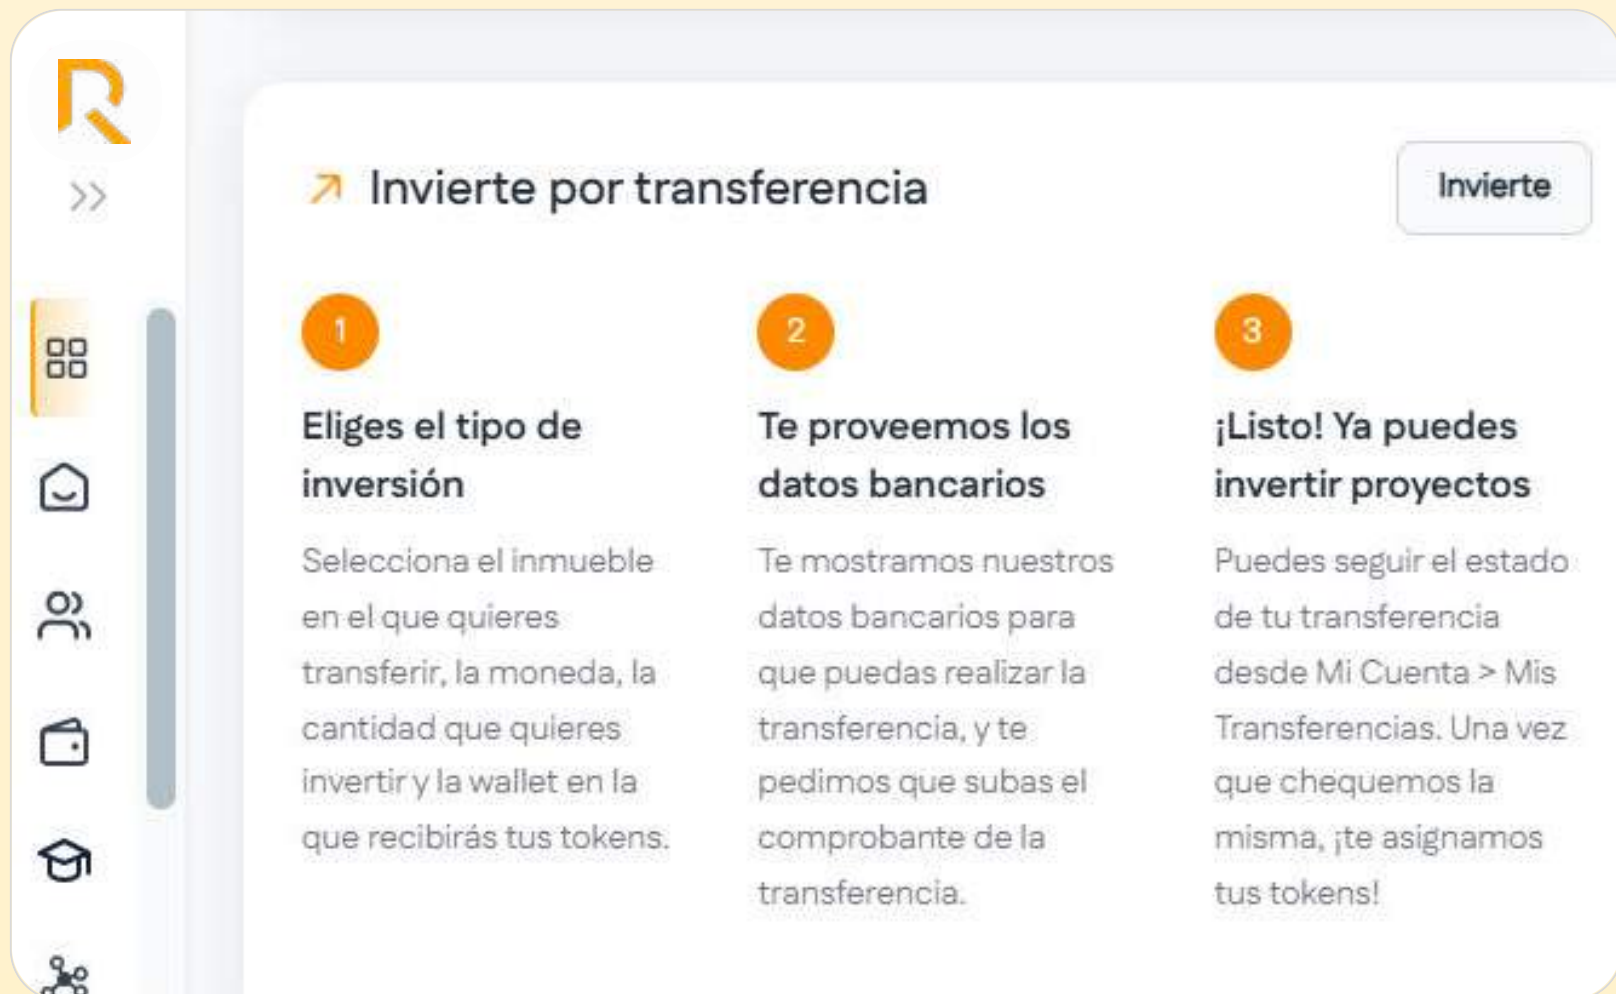 R
Invierte por transferencia
Invierte
1
Eliges el tipo de
inversión
Selecciona el inmueble
en el que quieres
transferir, la moneda, la
cantidad que quieres
invertir y la wallet en la
que recibirás tus tokens.
2
Te proveemos los
datos bancarios
Te mostramos nuestros
datos bancarios para
que puedas realizar la
transferencia, y te
pedimos que subas el
comprobante de la
transferencia.
3
¡Listo! Ya puedes
invertir proyectos
Puedes seguir el estado
de tu transferencia
desde Mi Cuenta > Mis
Transferencias. Una vez
que chequemos la
misma, ¡te asignamos
tus tokens!